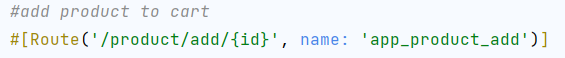 #add product to cart
#[Route('/product/add/{id}', name: 'app_product_add')]